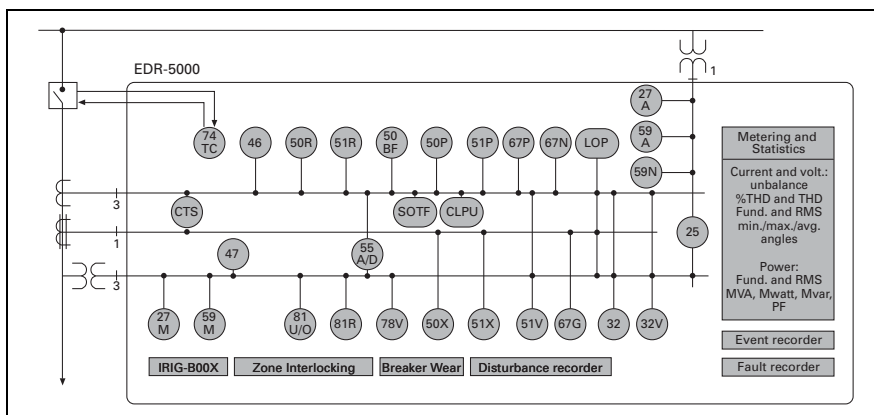 EDR-5000
1
27
A
74
TC
46
50R
51R
50
BF
50P
51P
67P
67N
LOP
59
A
59N
Metering and
Statistics
Current and volt.:
unbalance
%THD and THD
Fund. and RMS
min./max./avg.
angles
Power:
Fund. and RMS
MVA, Mwatt, Mvar,
PF
3
CTS
SOTF
CLPU
1
25
47
55
A/D
3
27
M
59
M
81
U/O
81R
78V
50X
51X
51V
67G
32
32V
Event recorder
IRIG-B00X
Zone Interlocking
Breaker Wear
Disturbance recorder
Fault recorder